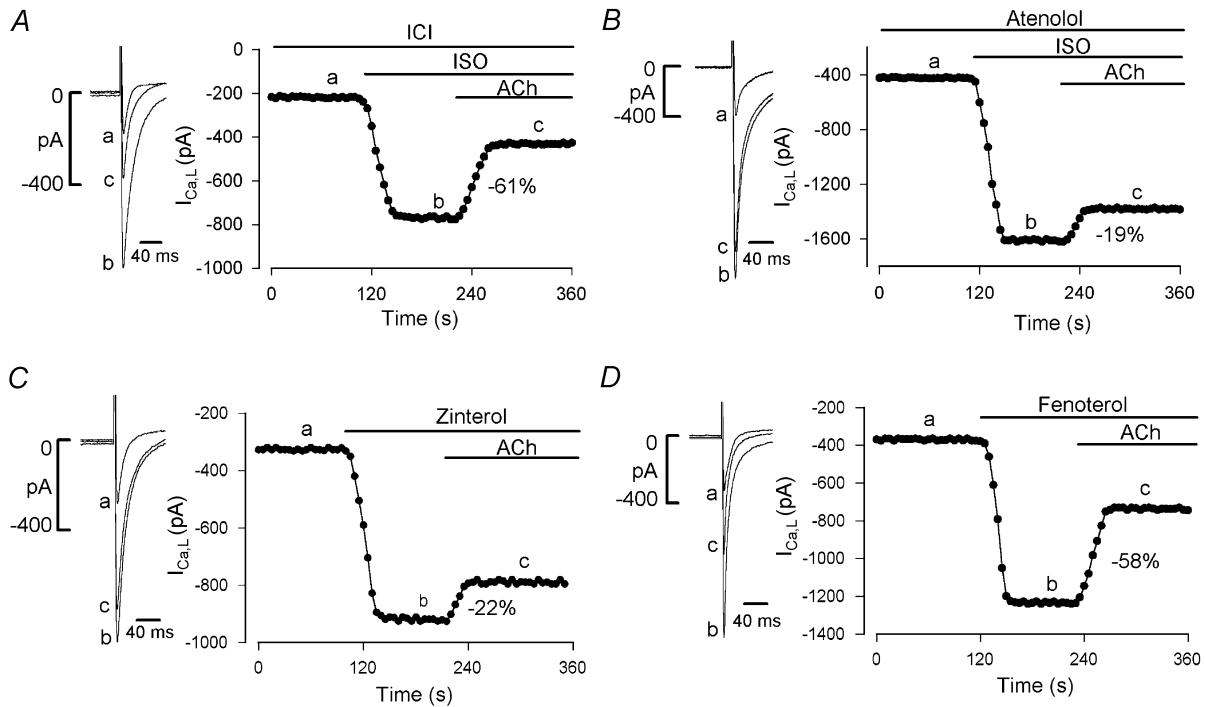 A
ICI
ISO
ACh
0
pA
-400
a
c
b
40 ms
I_Ca,L (pA)
0
-200
-400
-600
-800
-1000
a
b
c
-61%
0
120
240
360
Time (s)
B
Atenolol
ISO
ACh
0
pA
-400
a
c
b
40 ms
I_Ca,L (pA)
-400
-800
-1200
-1600
a
b
c
-19%
0
120
240
360
Time (s)
C
Zinterol
ACh
0
pA
-400
a
c
b
40 ms
I_Ca,L (pA)
-200
-400
-600
-800
-1000
a
b
c
-22%
0
120
240
360
Time (s)
D
Fenoterol
ACh
0
pA
-400
a
c
b
40 ms
I_Ca,L (pA)
-200
-400
-600
-800
-1000
-1200
-1400
a
b
c
-58%
0
120
240
360
Time (s)